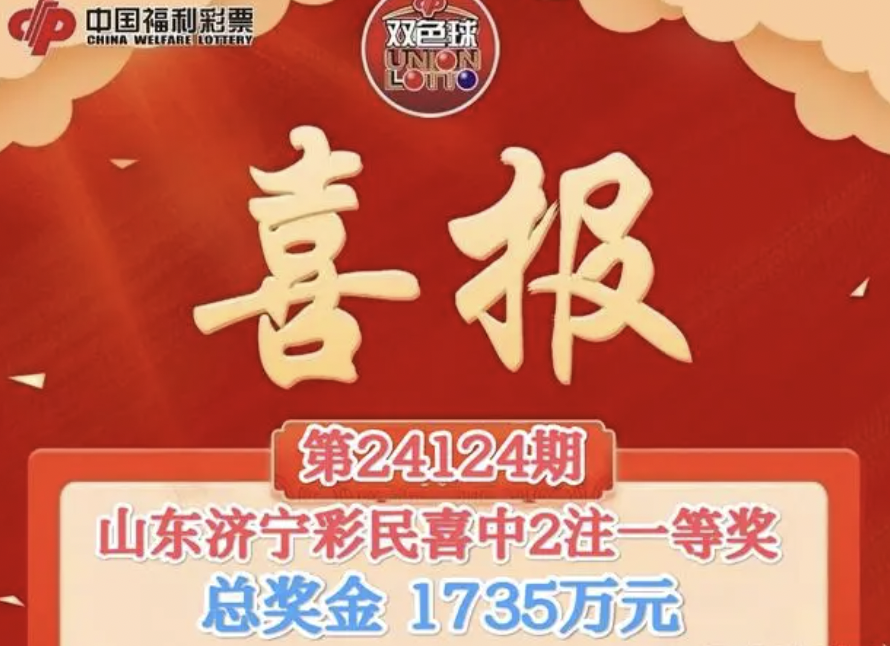 中国福利彩票
CHINA WELFARE LOTTERY
双色球
UNION
LOTTO
喜报
第24124期
山东济宁彩民喜中2注一等奖
总奖金 1735万元